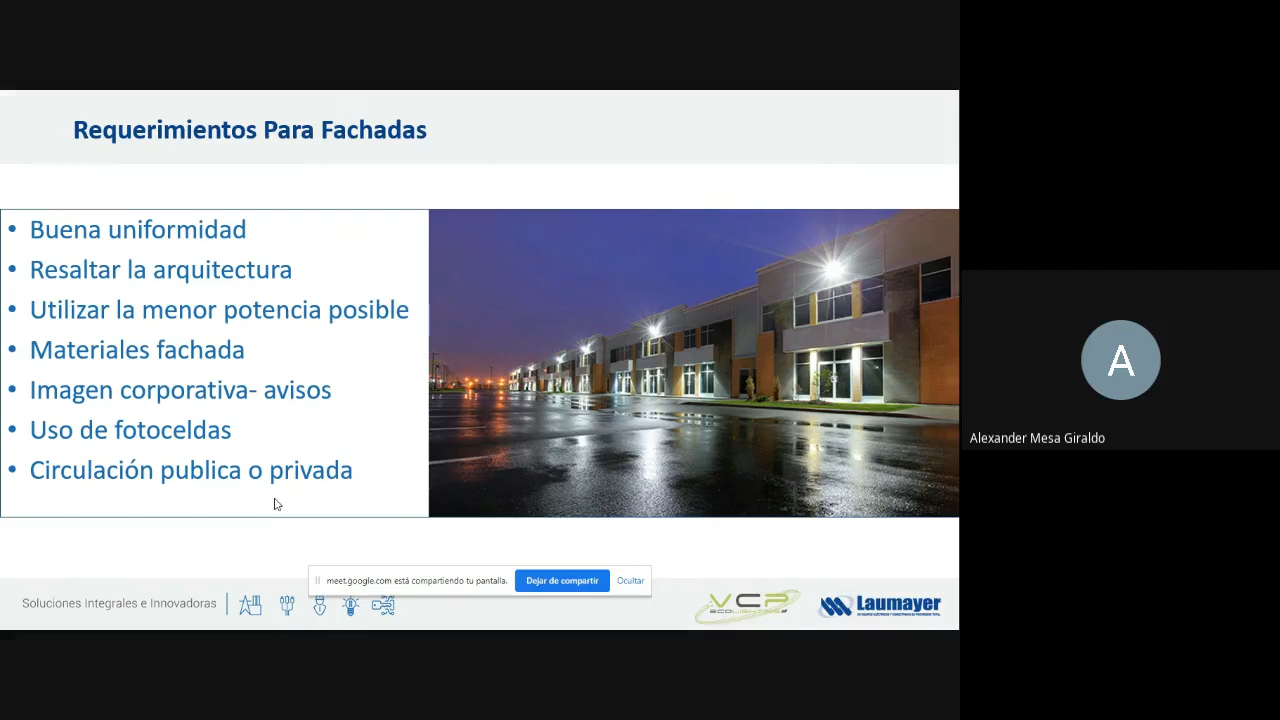 Requerimientos Para Fachadas
• Buena uniformidad
• Resaltar la arquitectura
• Utilizar la menor potencia posible
• Materiales fachada
• Imagen corporativa- avisos
• Uso de fotoceldas
• Circulación publica o privada
A
Alexander Mesa Giraldo
meet.google.com está compartiendo tu pantalla.
Dejar de compartir
Ocultar
Soluciones Integrales e Innovadoras
VCP
Laumayer